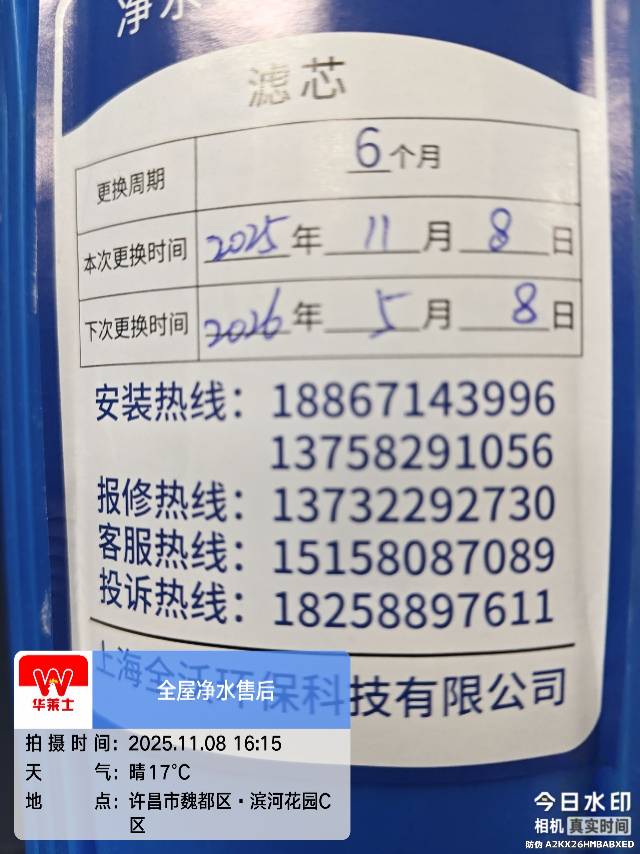 净水
滤芯
更换周期 6个月
本次更换时间 2025年 11月 8日
下次更换时间 2026年 5月 8日
安装热线：18867143996
13758291056
报修热线：13732292730
客服热线：15158087089
投诉热线：18258897611
上海全 环保科技有限公司
华莱士
全屋净水售后
拍摄时间：2025.11.08 16:15
天气：晴17°C
地点：许昌市魏都区·滨河花园C
区
今日水印
相机 真实时间
防伪 A2KX26HMBABXED